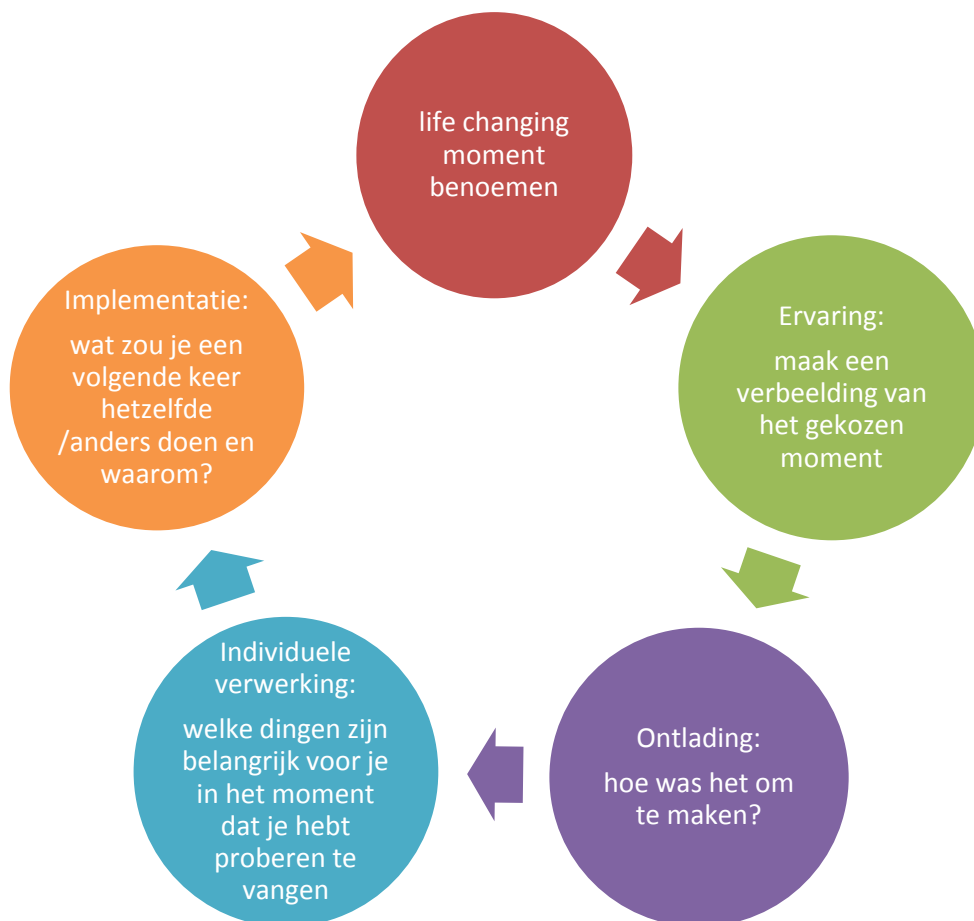 life changing
moment
benoemen
Ervaring:
maak een
verbeelding van
het gekozen
moment
Ontlading:
hoe was het om
te maken?
Individuele
verwerking:
welke dingen zijn
belangrijk voor je
in het moment
dat je hebt
proberen te
vangen
Implementatie:
wat zou je een
volgende keer
hetzelfde
/anders doen en
waarom?